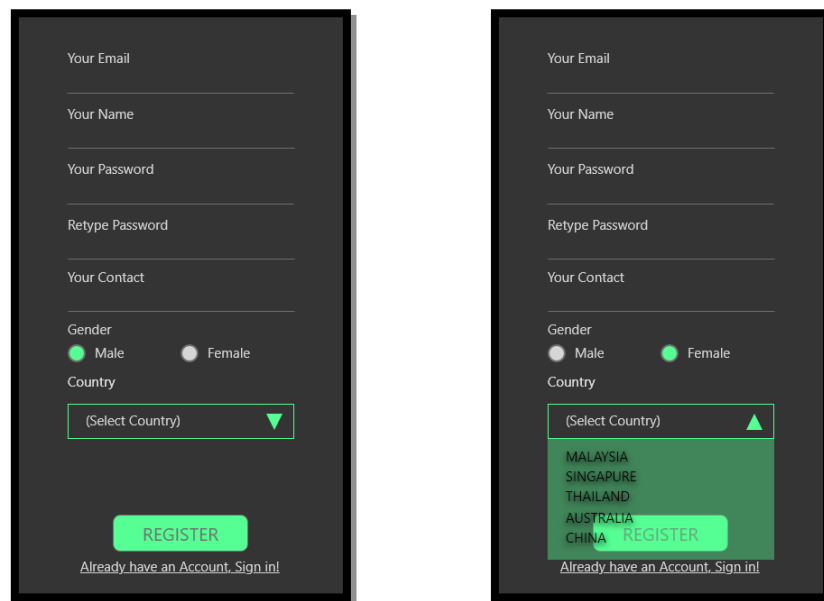 Your Email
Your Name
Your Password
Retype Password
Your Contact
Gender
Male Female
Country
(Select Country)
REGISTER
Already have an Account, Sign in!
Your Email
Your Name
Your Password
Retype Password
Your Contact
Gender
Male Female
Country
(Select Country)
MALAYSIA
SINGAPURE
THAILAND
AUSTRALIA
CHINA
REGISTER
Already have an Account, Sign in!